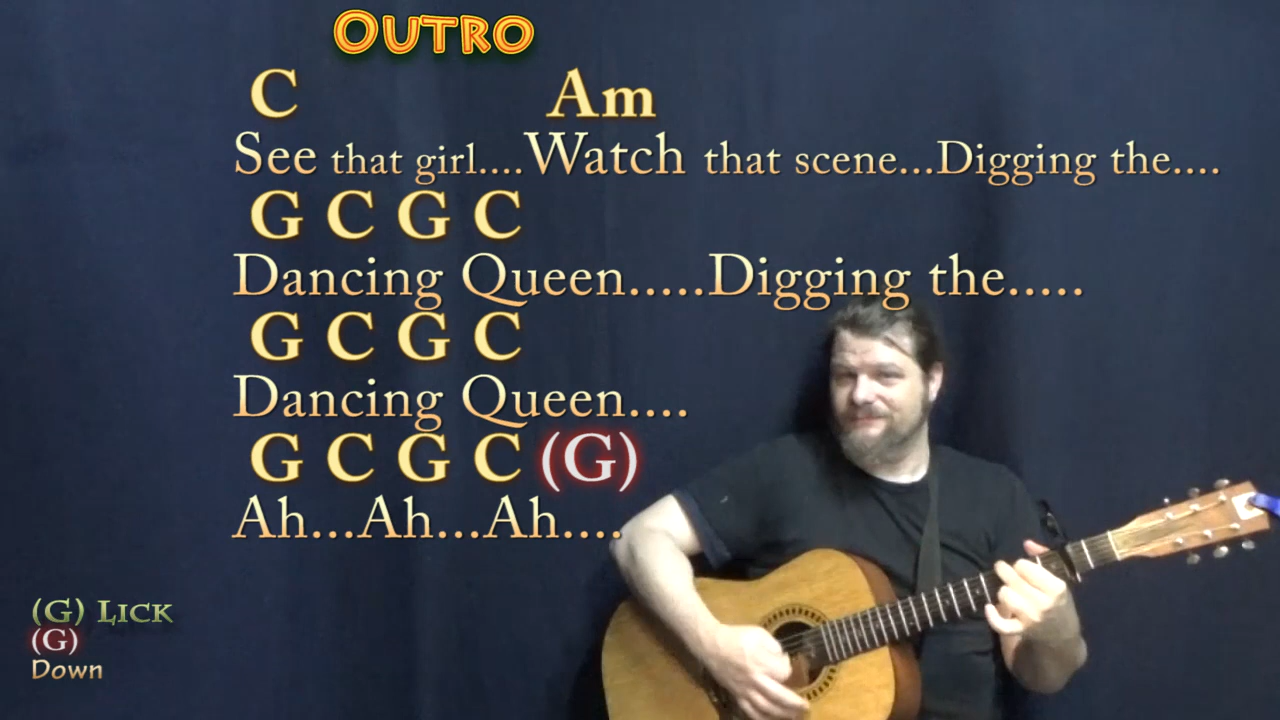 Outro
C Am
See that girl....Watch that scene...Digging the....
G C G C
Dancing Queen.....Digging the.....
G C G C
Dancing Queen....
G C G C (G)
Ah...Ah...Ah....
(G) Lick
(G)
Down